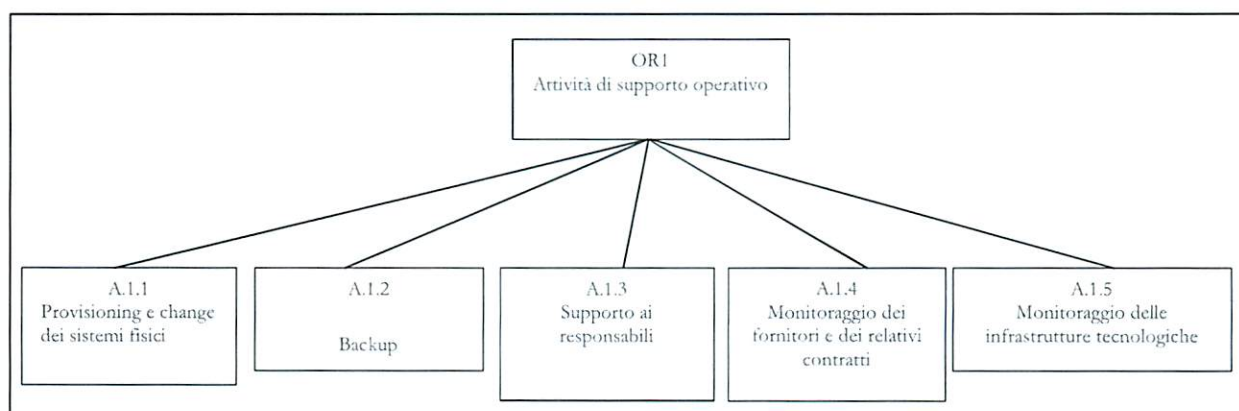 OR1
Attività di supporto operativo
A.1.1
Provisioning e change
dei sistemi fisici
A.1.2
Backup
A.1.3
Supporto ai
responsabili
A.1.4
Monitoraggio dei
fornitori e dei relativi
contratti
A.1.5
Monitoraggio delle
infrastrutture tecnologiche